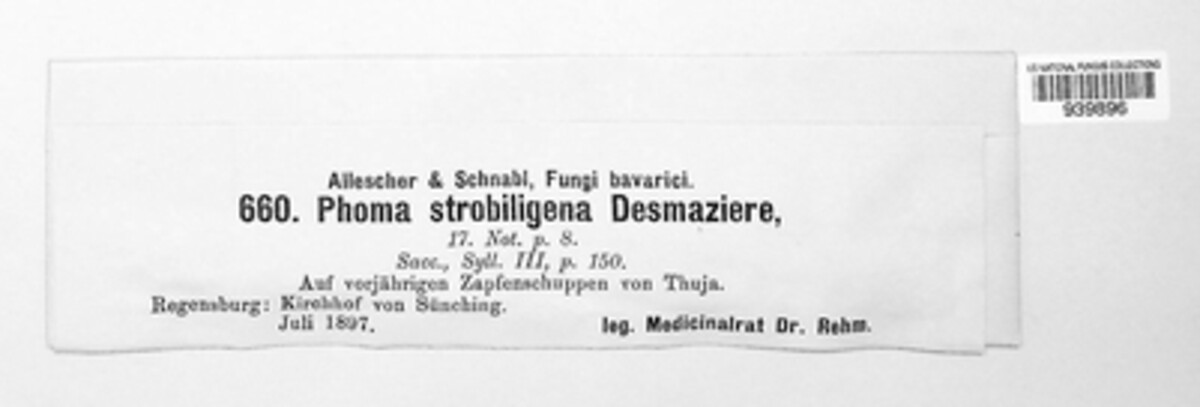 US NATIONAL FUNGUS COLLECTIONS
939896
Allescher & Schnabl, Fungi bavarici.
660. Phoma strobiligena Desmaziere,
17. Not. p. 8.
Sacc., Syll. III, p. 150.
Auf vorjährigen Zapfenschuppen von Thuja.
Regensburg: Kirchhof von Sünching.
Juli 1897.
leg. Medicinalrat Dr. Rehm.